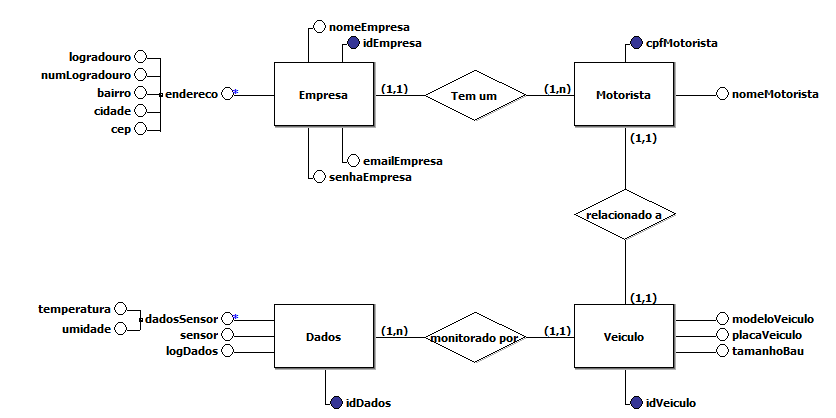 nomeEmpresa
idEmpresa
cpfMotorista
logradouro
numLogradouro
bairro
endereco *
cidade
cep
Empresa
(1,1)
Tem um
(1,n)
Motorista
nomeMotorista
(1,1)
emailEmpresa
senhaEmpresa
relacionado a
(1,1)
temperatura
umidade
dadosSensor *
sensor
logDados
Dados
(1,n)
monitorado por
(1,1)
Veiculo
modeloVeiculo
placaVeiculo
tamanhoBau
idDados
idVeiculo